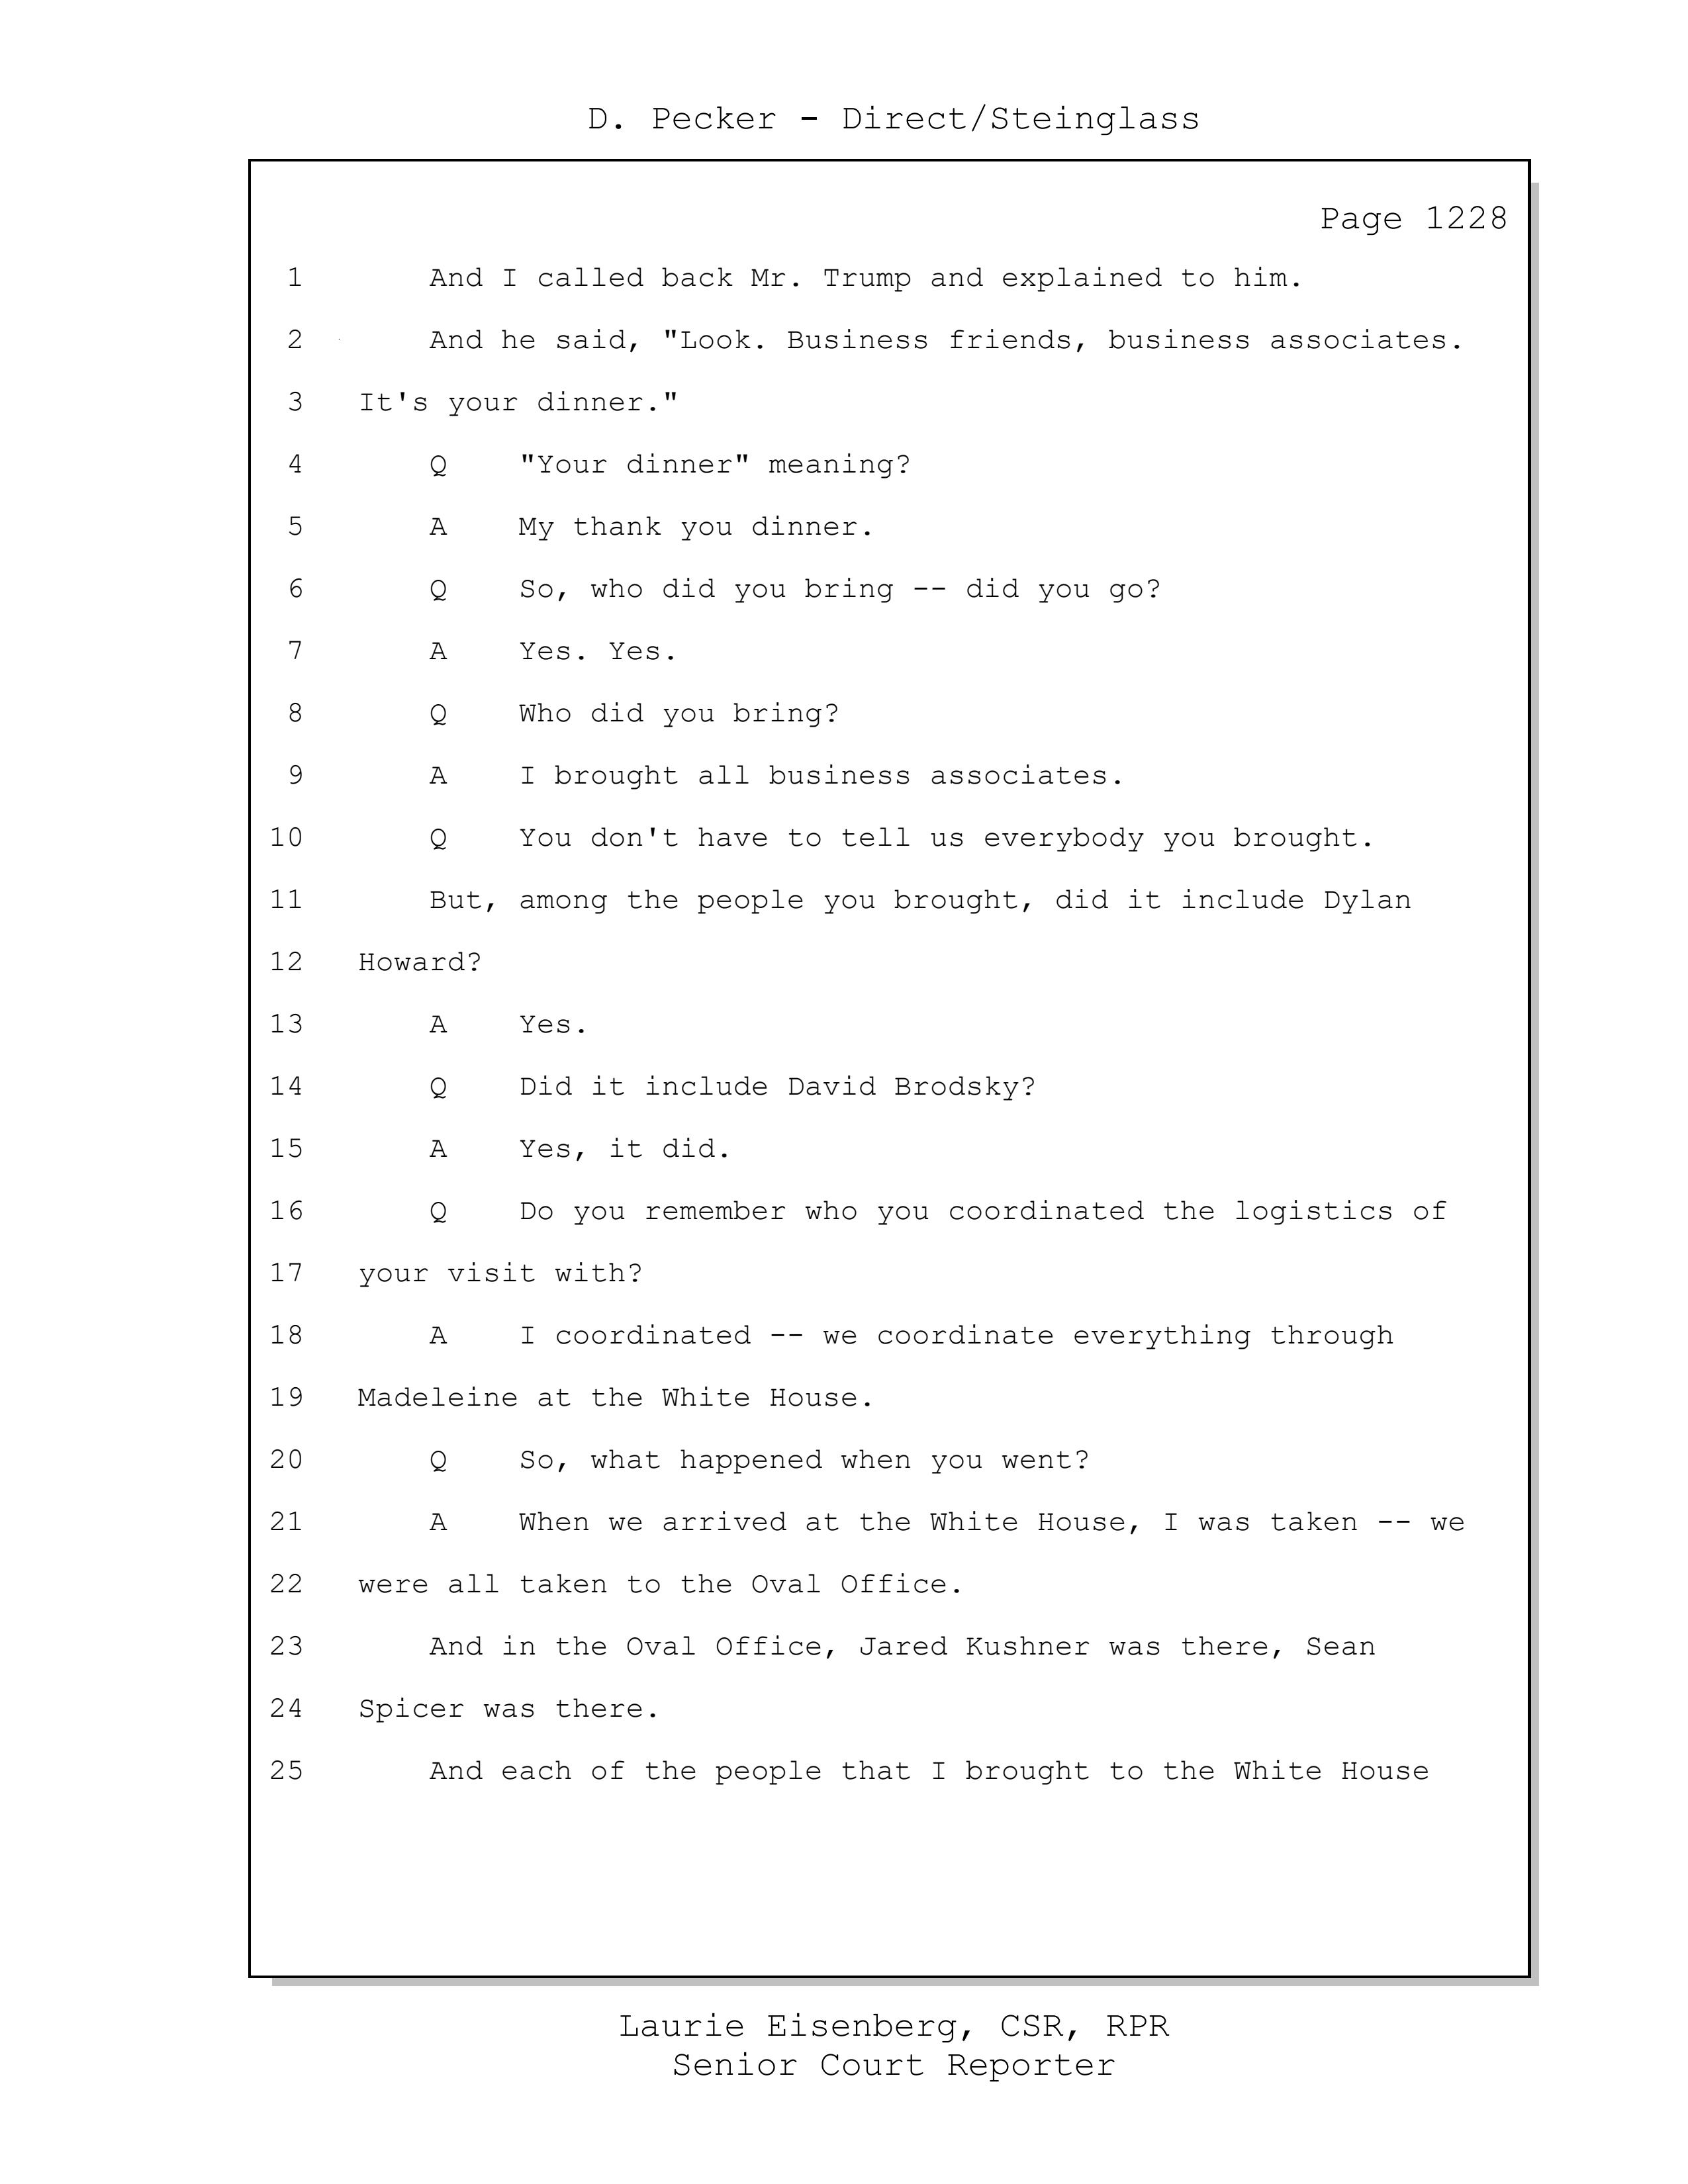 D. Pecker - Direct/Steinglass
Page 1228
1 And I called back Mr. Trump and explained to him.
2 And he said, "Look. Business friends, business associates.
3 It's your dinner."
4 Q "Your dinner" meaning?
5 A My thank you dinner.
6 Q So, who did you bring -- did you go?
7 A Yes. Yes.
8 Q Who did you bring?
9 A I brought all business associates.
10 Q You don't have to tell us everybody you brought.
11 But, among the people you brought, did it include Dylan
12 Howard?
13 A Yes.
14 Q Did it include David Brodsky?
15 A Yes, it did.
16 Q Do you remember who you coordinated the logistics of
17 your visit with?
18 A I coordinated -- we coordinate everything through
19 Madeleine at the White House.
20 Q So, what happened when you went?
21 A When we arrived at the White House, I was taken -- we
22 were all taken to the Oval Office.
23 And in the Oval Office, Jared Kushner was there, Sean
24 Spicer was there.
25 And each of the people that I brought to the White House
Laurie Eisenberg, CSR, RPR
Senior Court Reporter